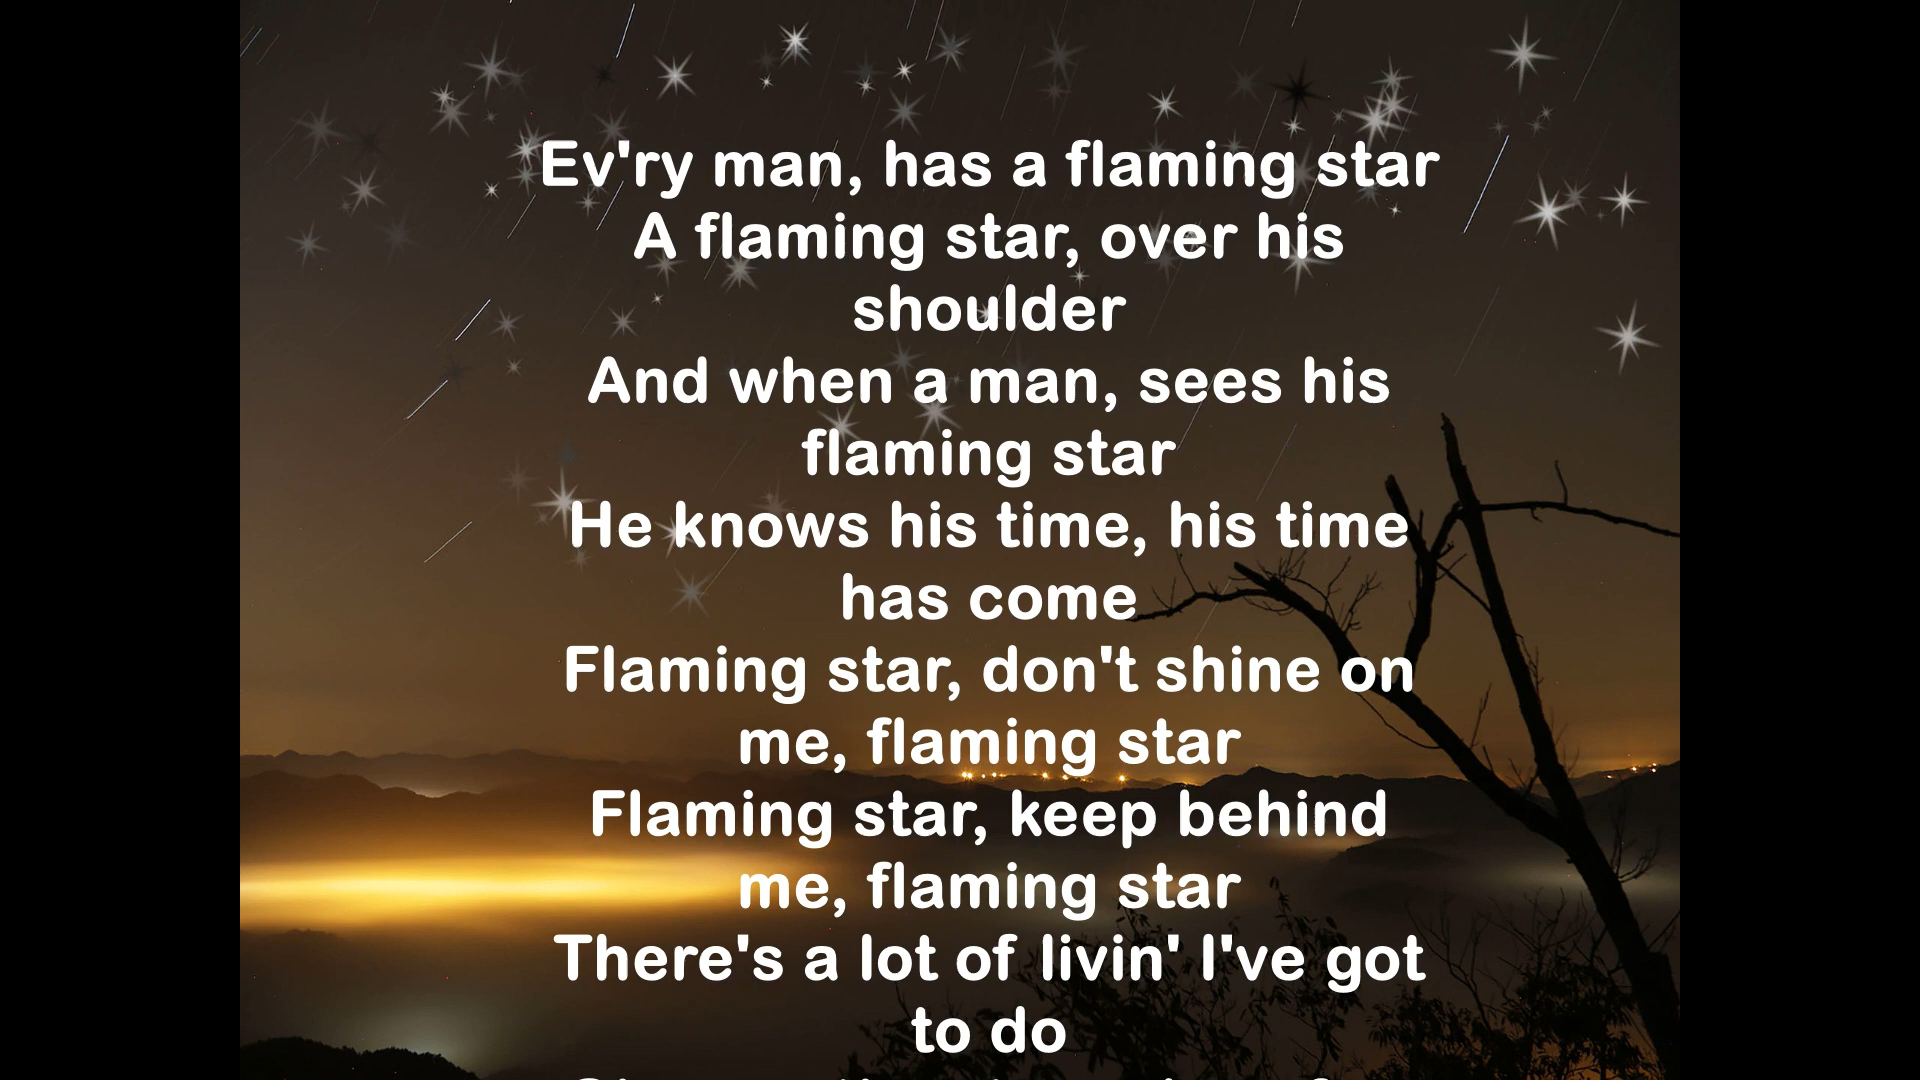 Ev'ry man, has a flaming star
A flaming star, over his
shoulder
And when a man, sees his
flaming star
He knows his time, his time
has come
Flaming star, don't shine on
me, flaming star
Flaming star, keep behind
me, flaming star
There's a lot of livin' I've got
to do